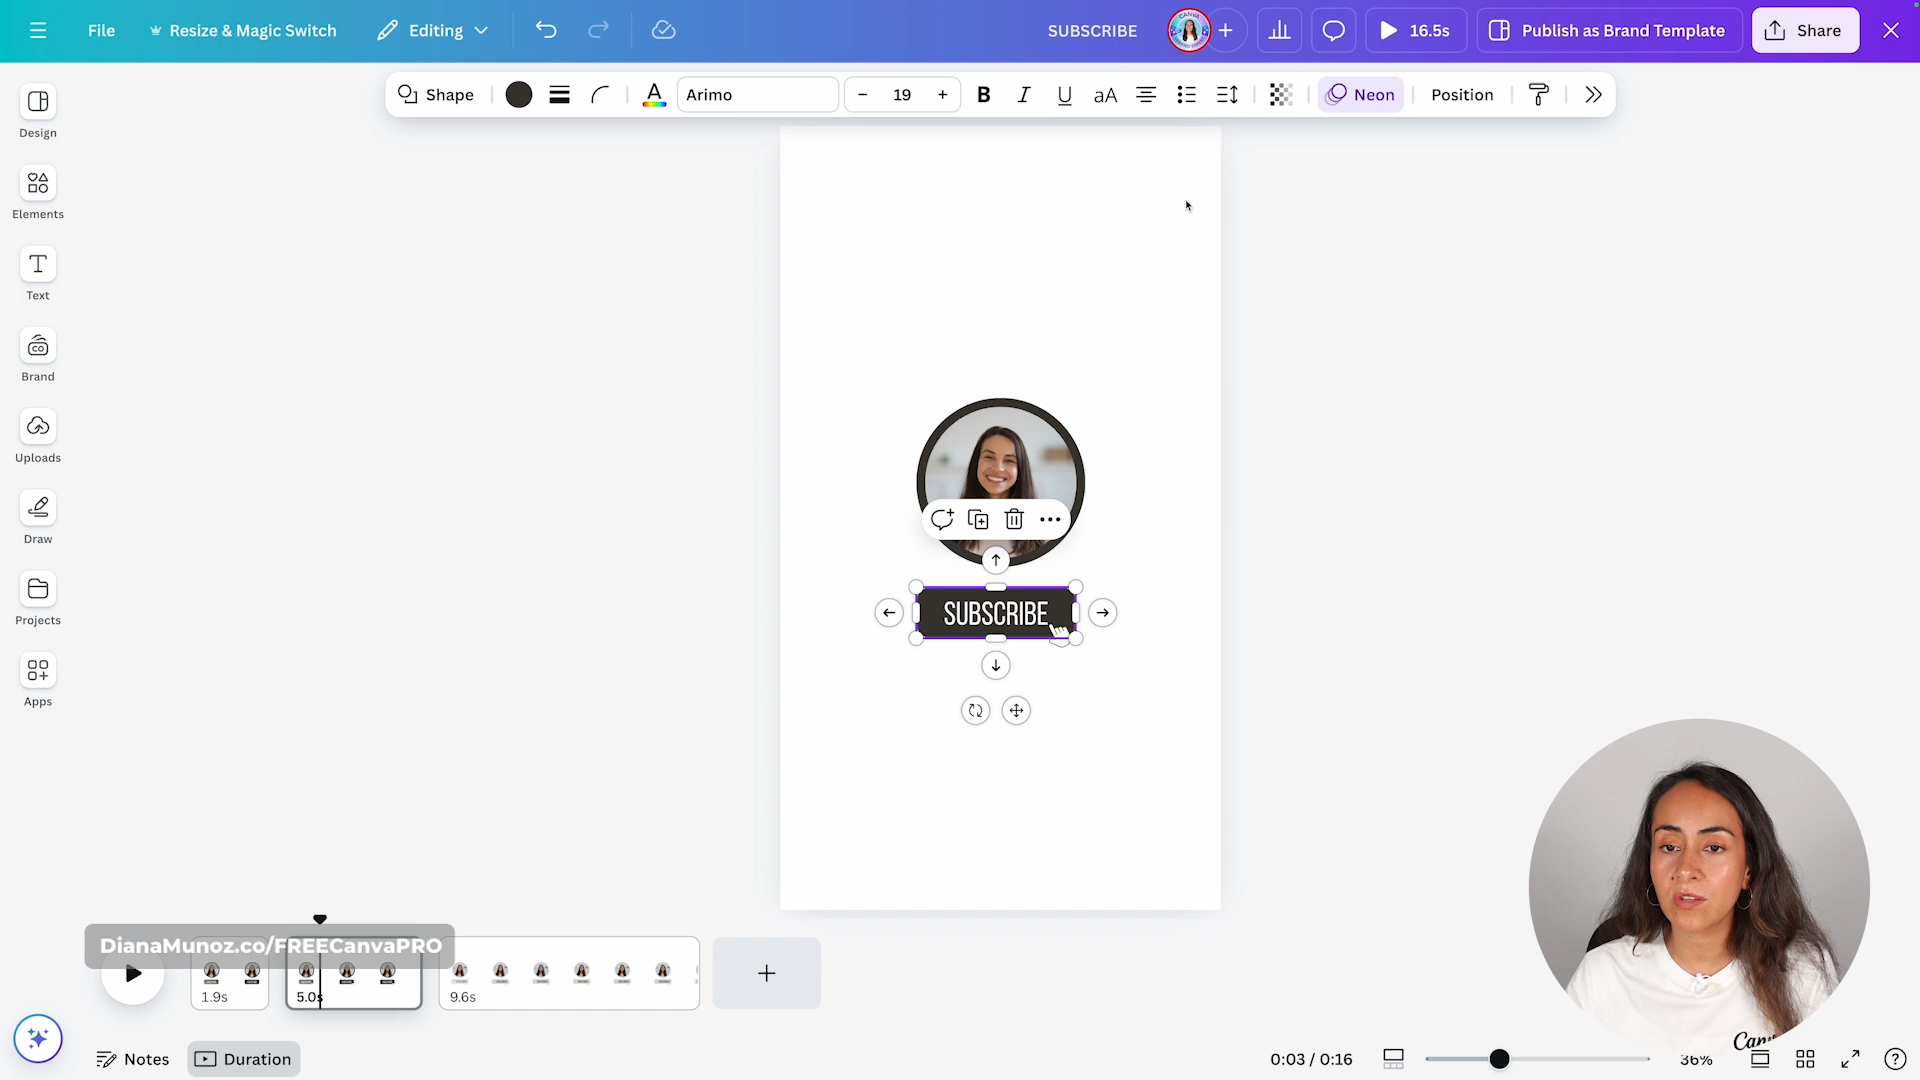 File
Resize & Magic Switch
Editing
SUBSCRIBE
16.5s
Publish as Brand Template
Share
Shape
Arimo
19
B
I
U
aA
Neon
Position
Design
Elements
T
Text
CO
Brand
Uploads
Draw
Projects
Apps
SUBSCRIBE
DianaMunoz.co/FREECanvaPRO
1.9s
5.0s
9.6s
Notes
Duration
0:03 / 0:16
36%